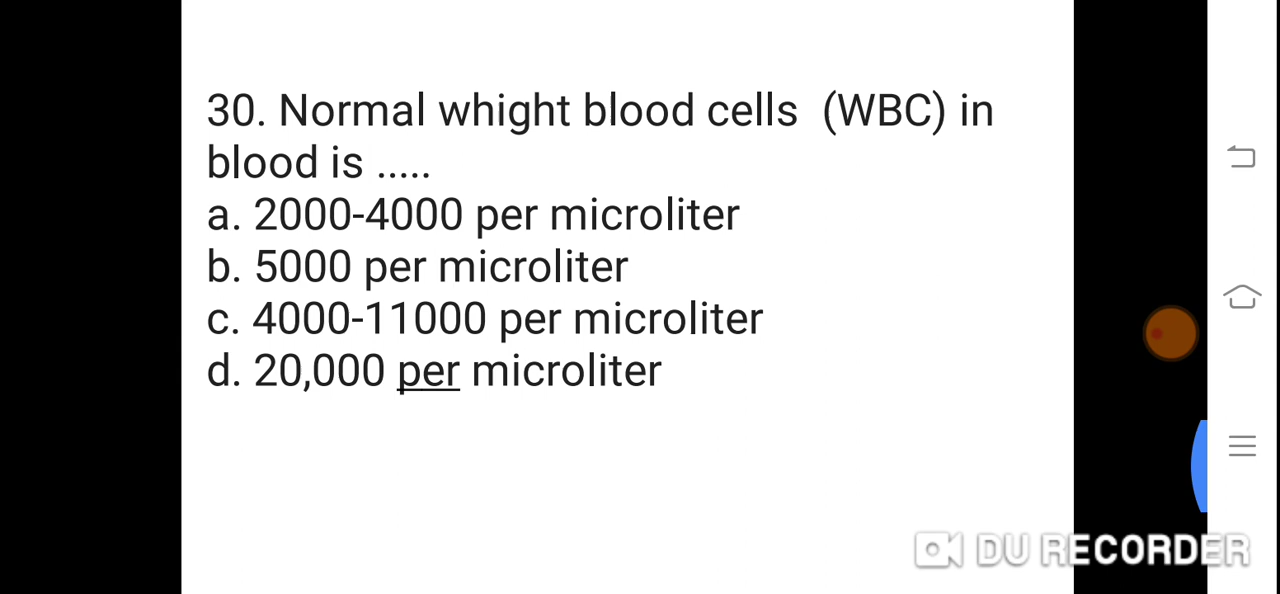 30. Normal whight blood cells (WBC) in
blood is .....
a. 2000-4000 per microliter
b. 5000 per microliter
c. 4000-11000 per microliter
d. 20,000 per microliter
DU RECORDER